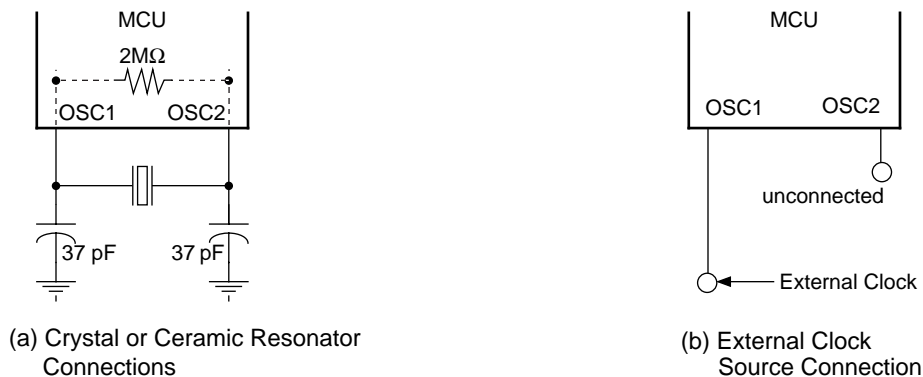 MCU
2MΩ
OSC1
OSC2
37 pF
37 pF
(a) Crystal or Ceramic Resonator
Connections
MCU
OSC1
OSC2
unconnected
External Clock
(b) External Clock
Source Connection